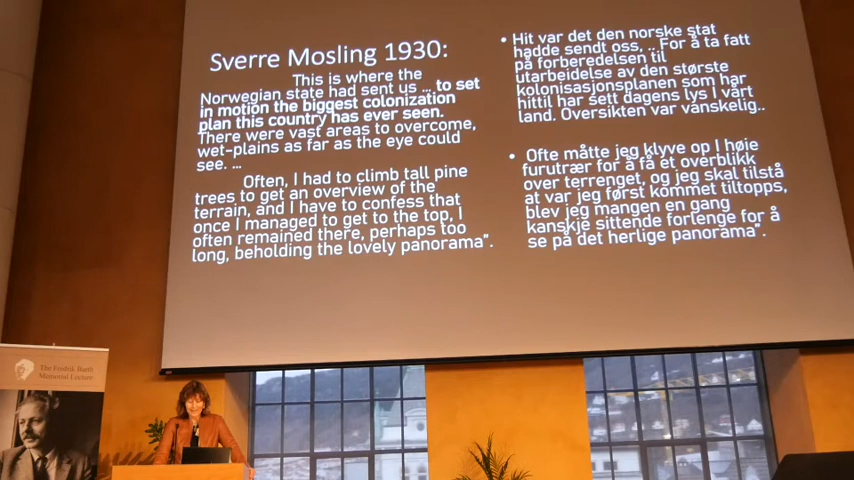 Sverre Mosling 1930:
This is where the
Norwegian state had sent us ... to set
in motion the biggest colonization
plan this country has ever seen.
There were vast areas to overcome,
wet-plains as far as the eye could
see. ...
Often, I had to climb tall pine
trees to get an overview of the
terrain, and I have to confess that
once I managed to get to the top, I
often remained there, perhaps too
long, beholding the lovely panorama".
• Hit var det den norske stat
hadde sendt oss, .. For å ta fatt
på forberedelsen til
utarbeidelse av den største
kolonisasjonsplanen som har
hittil har sett dagens lys I vårt
land. Oversikten var vanskelig..
• Ofte måtte jeg klyve op I høie
furutrær for å få et overblikk
over terrenget, og jeg skal tilstå
at var jeg først kommet tiltopps,
blev jeg mangen en gang
kanskje sittende forlenge for å
se på det herlige panorama".
The Fredrik Barth
Memorial Lecture